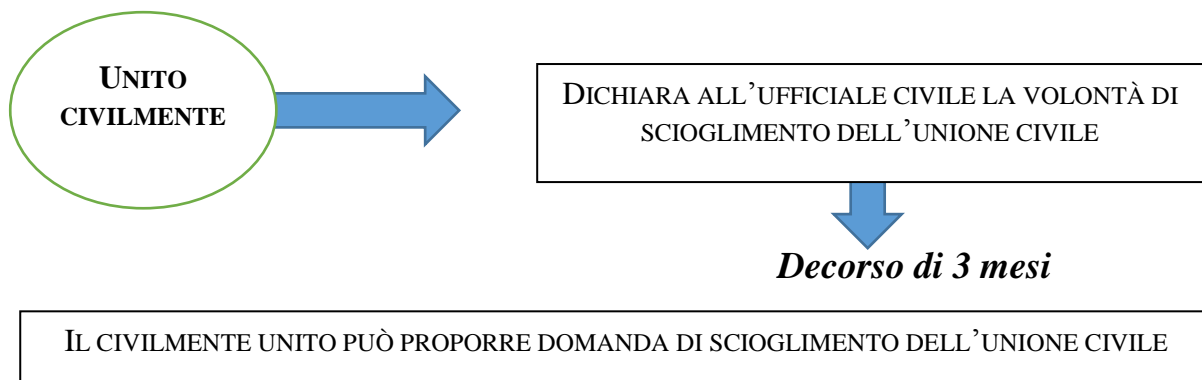 UNITO
CIVILMENTE
DICHIARA ALL’UFFICIALE CIVILE LA VOLONTÀ DI
SCIOGLIMENTO DELL’UNIONE CIVILE
Decorso di 3 mesi
IL CIVILMENTE UNITO PUÒ PROPORRE DOMANDA DI SCIOGLIMENTO DELL’UNIONE CIVILE